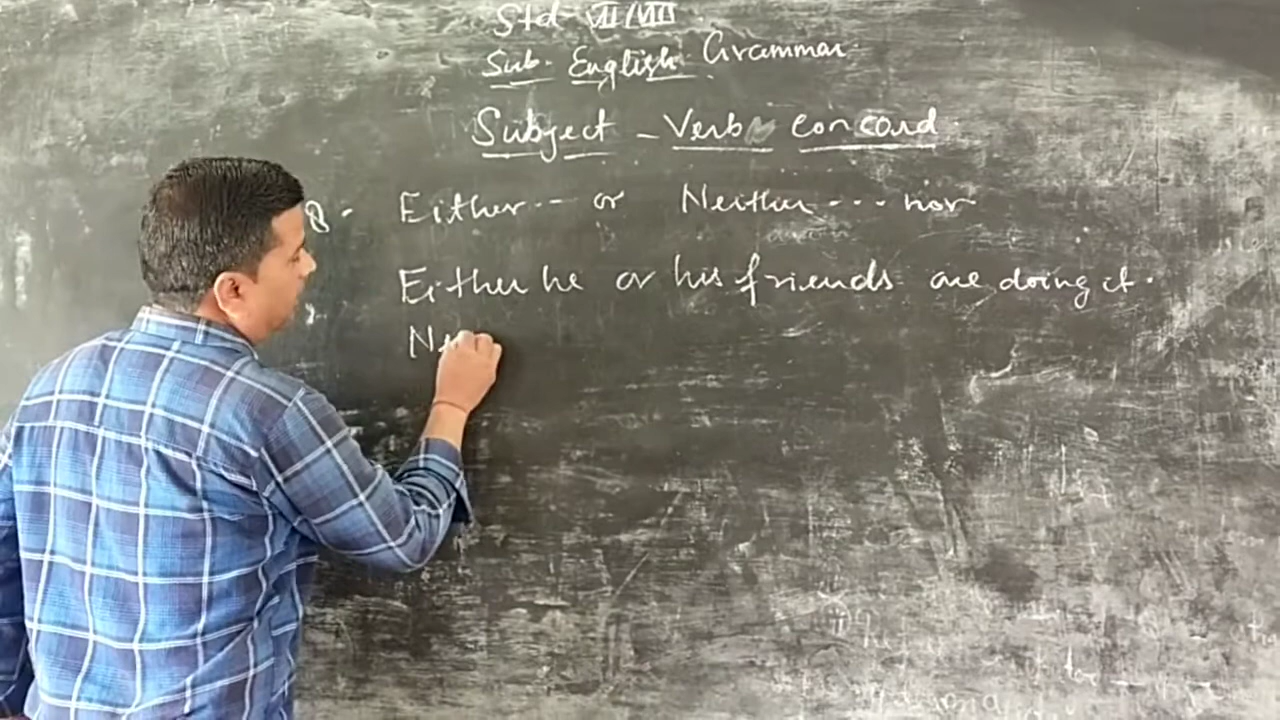 Std- VII/VIII.
Sub. English Grammar
Subject - Verb concord
8. Either -- or Neither --- nor
Either he or his friends are doing it.